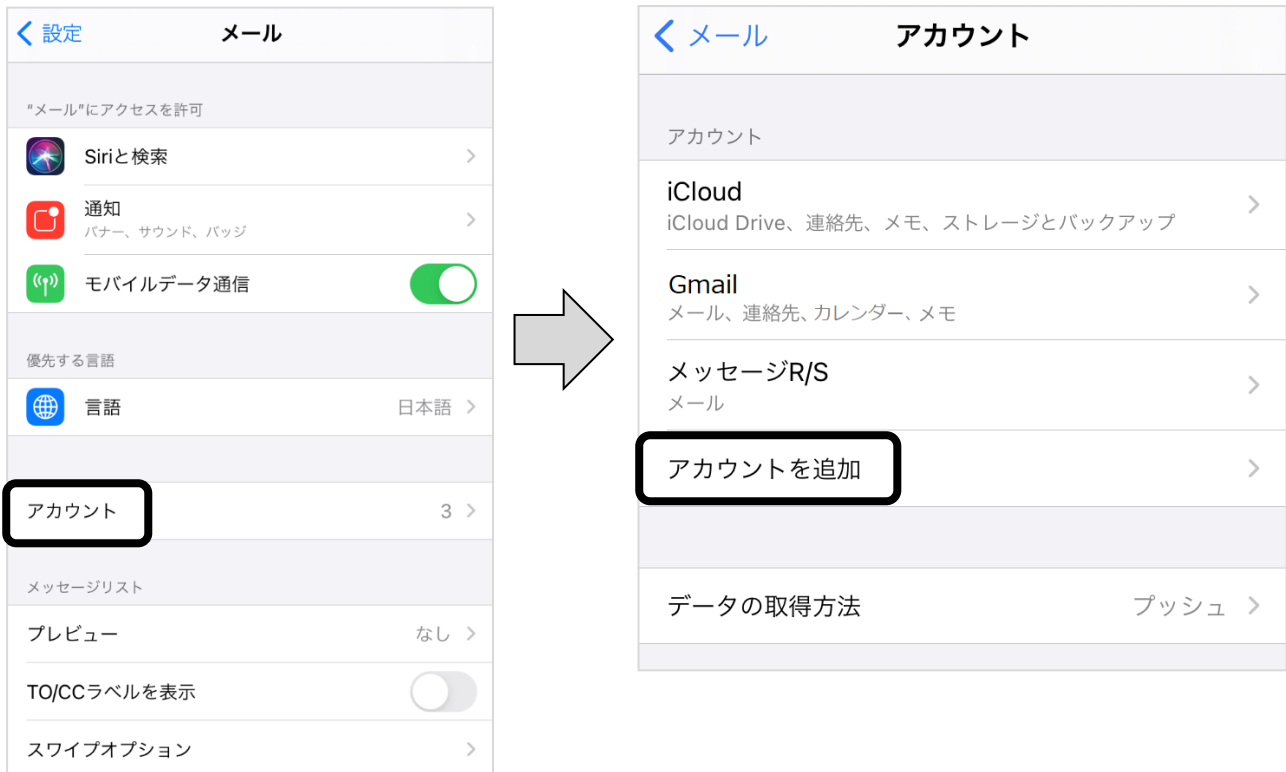 設定
メール
“メール”にアクセスを許可
Siriと検索
通知
バナー、サウンド、バッジ
モバイルデータ通信
優先する言語
言語 日本語
アカウント 3
メッセージリスト
プレビュー なし
TO/CCラベルを表示
スワイプオプション
メール
アカウント
アカウント
iCloud
iCloud Drive、連絡先、メモ、ストレージとバックアップ
Gmail
メール、連絡先、カレンダー、メモ
メッセージR/S
メール
アカウントを追加
データの取得方法 プッシュ